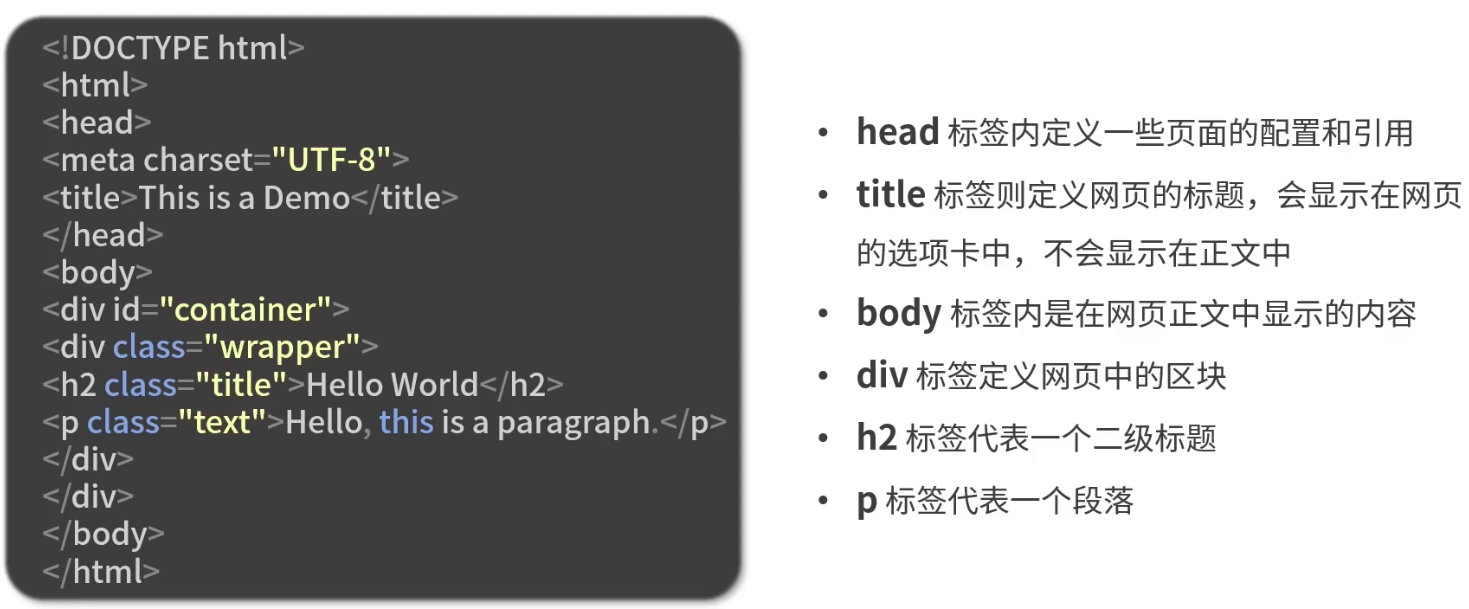 <!DOCTYPE html>
<html>
<head>
<meta charset="UTF-8">
<title>This is a Demo</title>
</head>
<body>
<div id="container">
<div class="wrapper">
<h2 class="title">Hello World</h2>
<p class="text">Hello, this is a paragraph.</p>
</div>
</div>
</body>
</html>
• head 标签内定义一些页面的配置和引用
• title 标签则定义网页的标题，会显示在网页
的选项卡中，不会显示在正文中
• body 标签内是在网页正文中显示的内容
• div 标签定义网页中的区块
• h2 标签代表一个二级标题
• p 标签代表一个段落